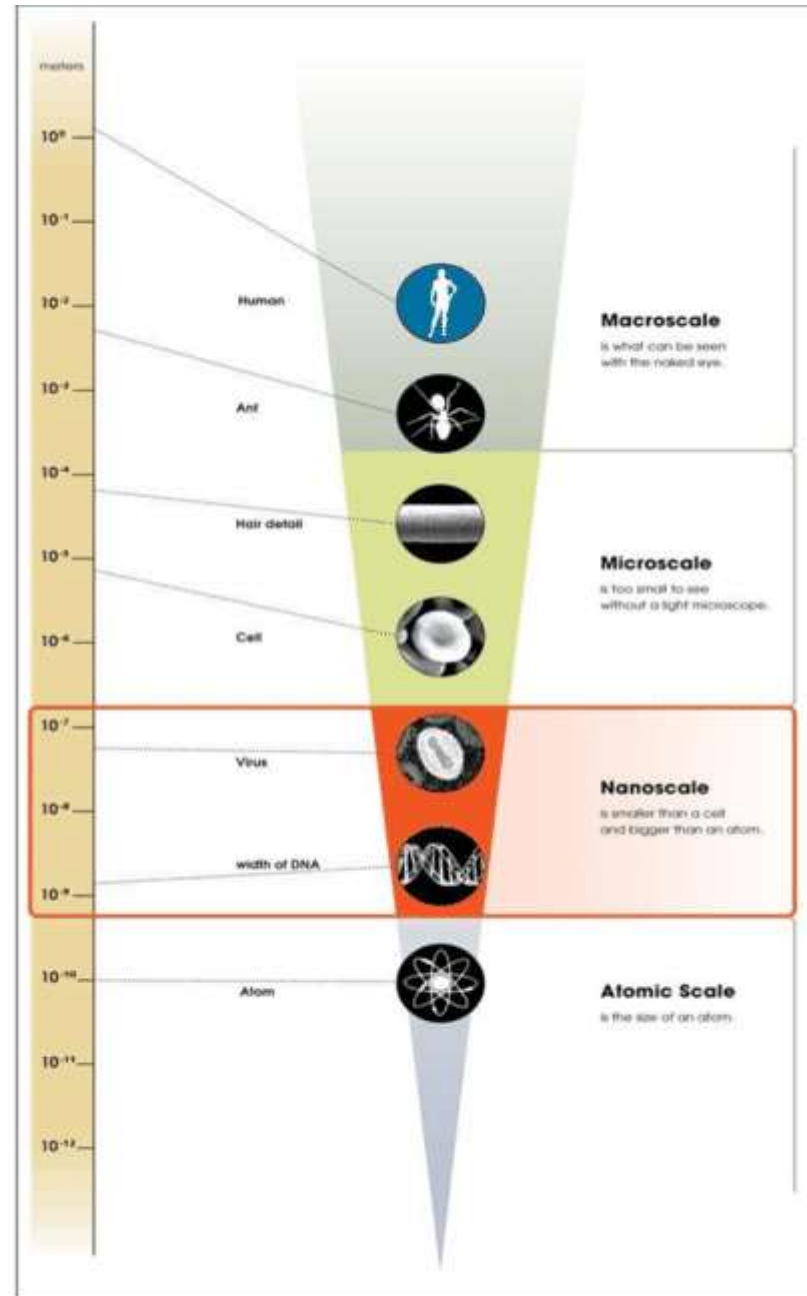 meters
10⁰
10⁻¹
Human
10⁻²
Macroscale
is what can be seen
with the naked eye.
10⁻³
Ant
10⁻⁴
Hair detail
10⁻⁵
Microscale
is too small to see
without a light microscope.
Cell
10⁻⁶
10⁻⁷
Virus
Nanoscale
is smaller than a cell
and bigger than an atom.
10⁻⁸
width of DNA
10⁻⁹
10⁻¹⁰
Atom
Atomic Scale
is the size of an atom.
10⁻¹¹
10⁻¹²